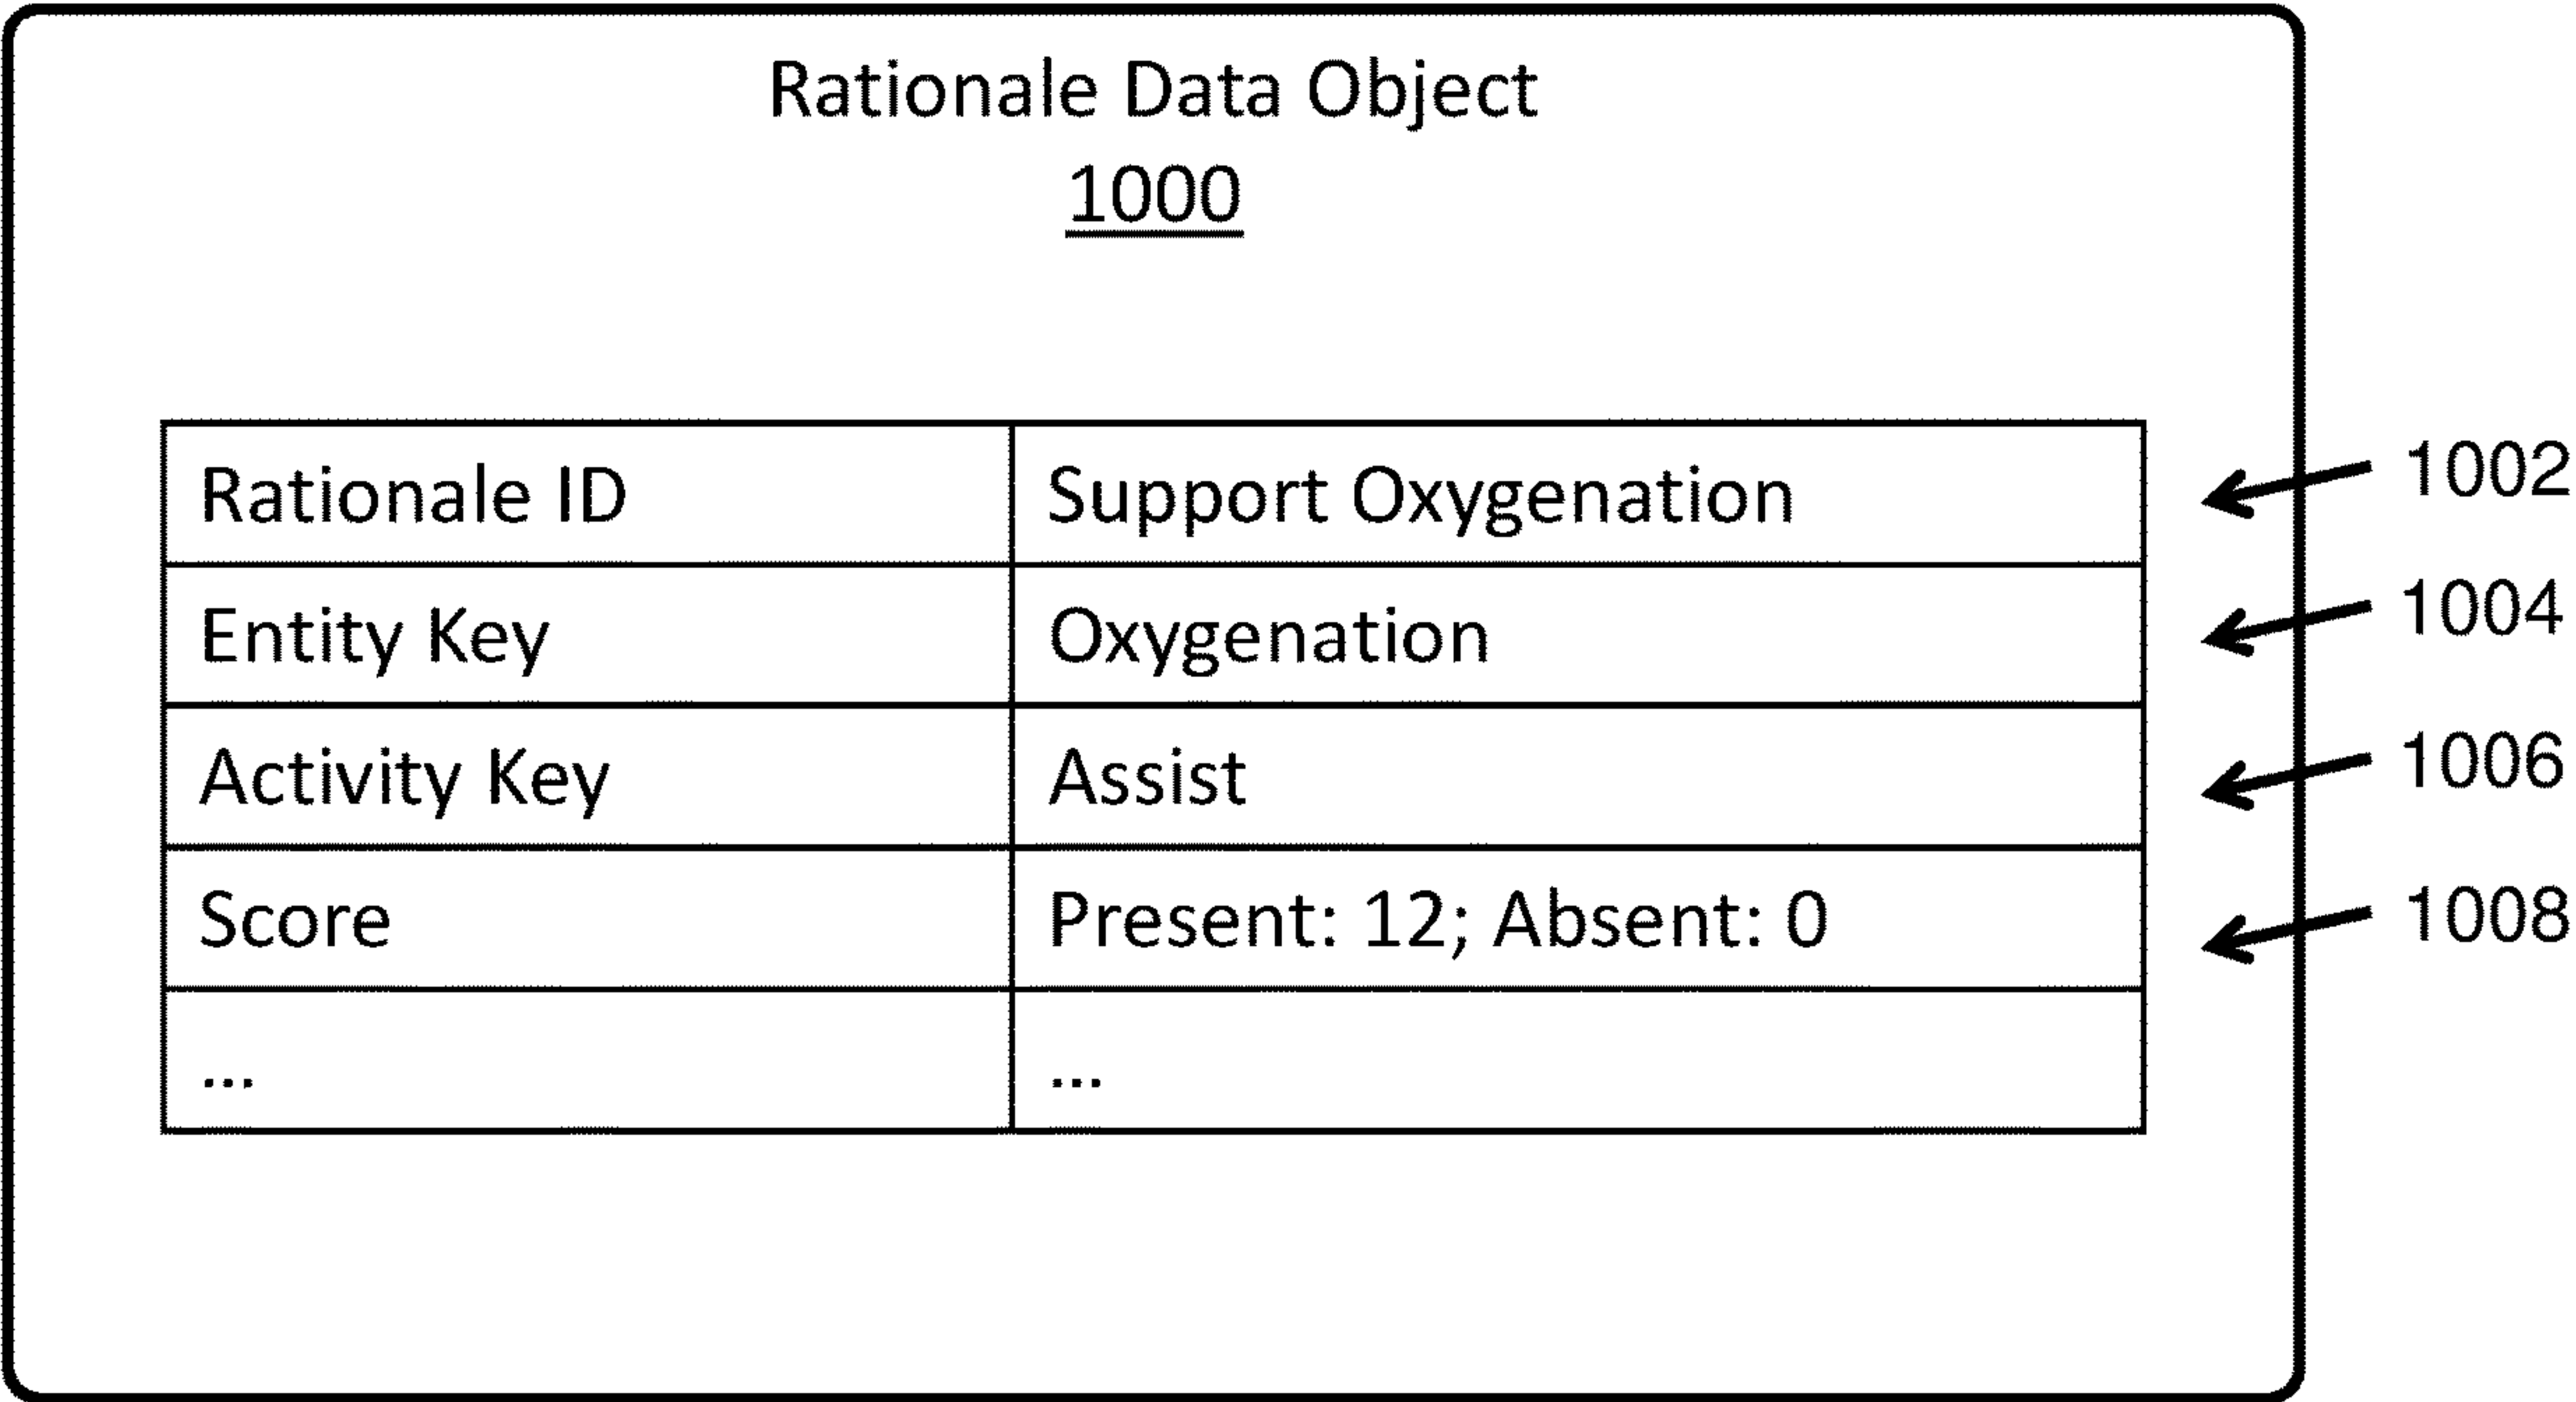 Rationale Data Object
1000
Rationale ID Support Oxygenation 1002
Entity Key Oxygenation 1004
Activity Key Assist 1006
Score Present: 12; Absent: 0 1008
... ...